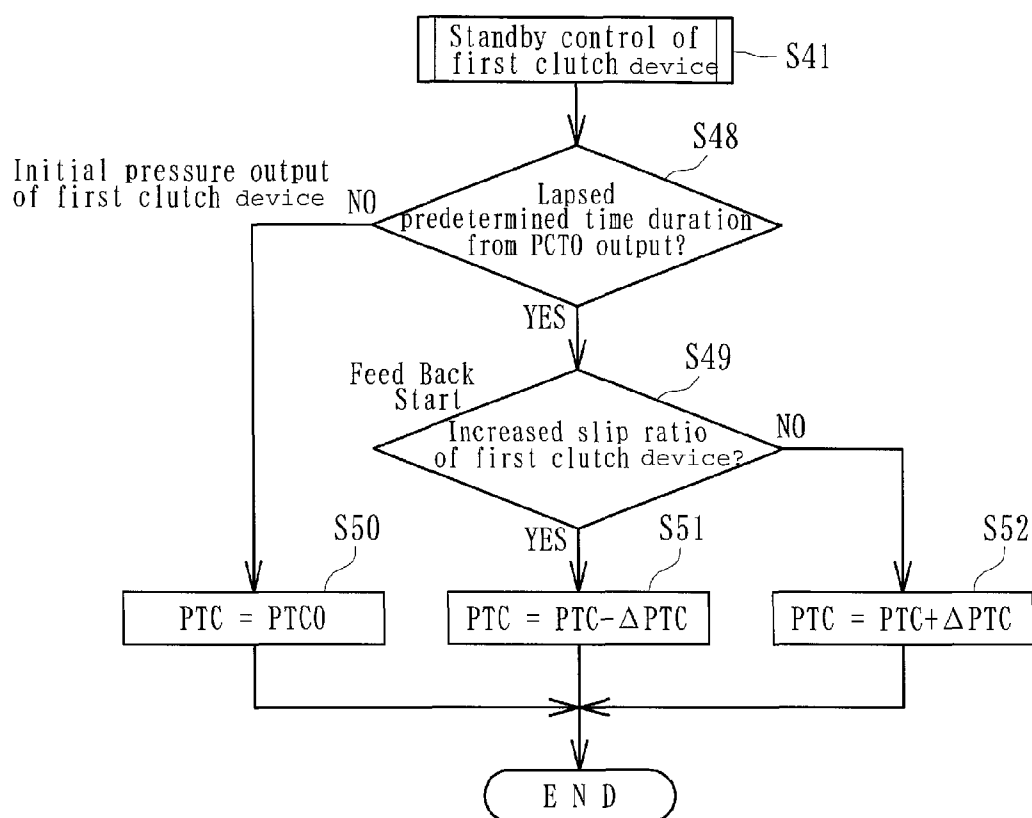 Standby control of
first clutch device
S41
S48
Initial pressure output
of first clutch device
NO
Lapsed
predetermined time duration
from PCTO output?
YES
S49
Feed Back
Start
Increased slip ratio
of first clutch device?
NO
YES
S50
S51
S52
PTC = PTC0
PTC = PTC-ΔPTC
PTC = PTC+ΔPTC
END